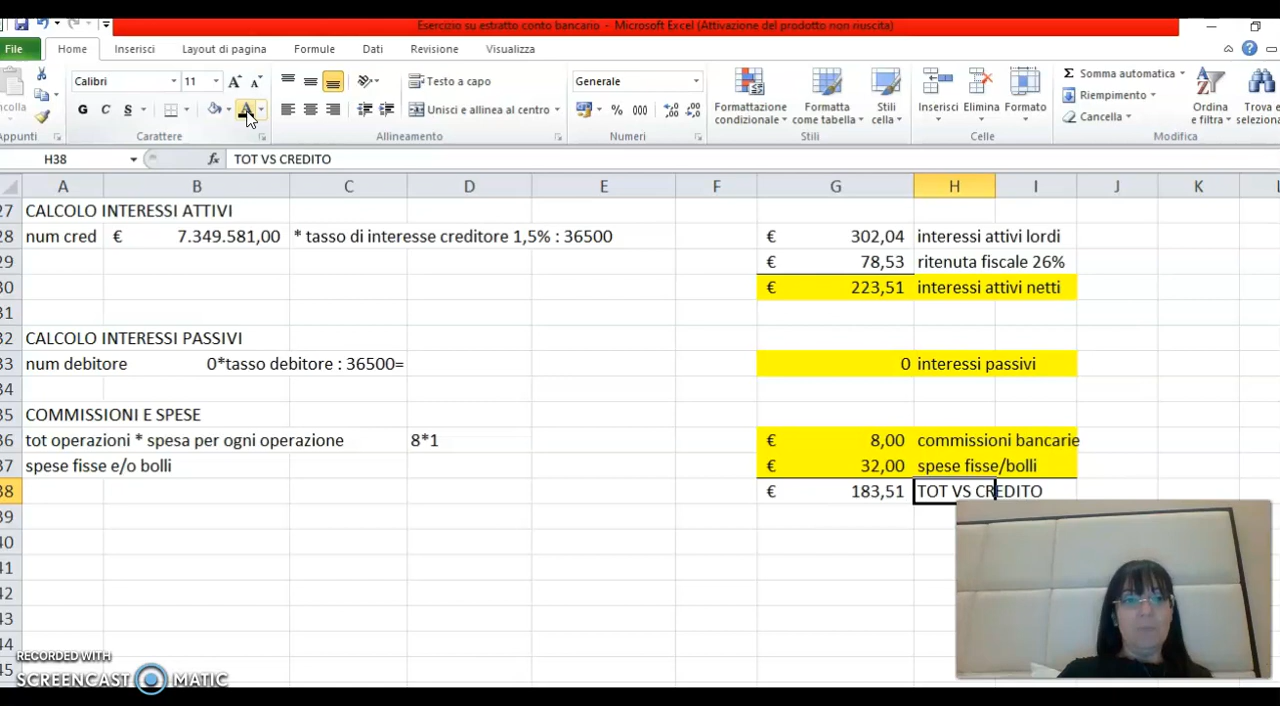 Esercizio su estratto conto bancario - Microsoft Excel (Attivazione del prodotto non riuscita)
File Home Inserisci Layout di pagina Formule Dati Revisione Visualizza
Calibri 11 Testo a capo Generale Somma automatica
Inserisci Elimina Formato Riempimento
G C S Unisci e allinea al centro % 000 Formattazione condizionale Formatta come tabella Stili cella Cancella Ordina e filtra
Appunti Carattere Allineamento Numeri Stili Celle Modifica
H38 fx TOT VS CREDITO
A B C D E F G H I J K
27 CALCOLO INTERESSI ATTIVI
28 num cred € 7.349.581,00 * tasso di interesse creditore 1,5% : 36500 € 302,04 interessi attivi lordi
29 € 78,53 ritenuta fiscale 26%
30 € 223,51 interessi attivi netti
31
32 CALCOLO INTERESSI PASSIVI
33 num debitore 0*tasso debitore : 36500= 0 interessi passivi
34
35 COMMISSIONI E SPESE
36 tot operazioni * spesa per ogni operazione 8*1 € 8,00 commissioni bancarie
37 spese fisse e/o bolli € 32,00 spese fisse/bolli
38 € 183,51 TOT VS CREDITO
39
40
41
42
43
44
45
RECORDED WITH
SCREENCAST MATIC